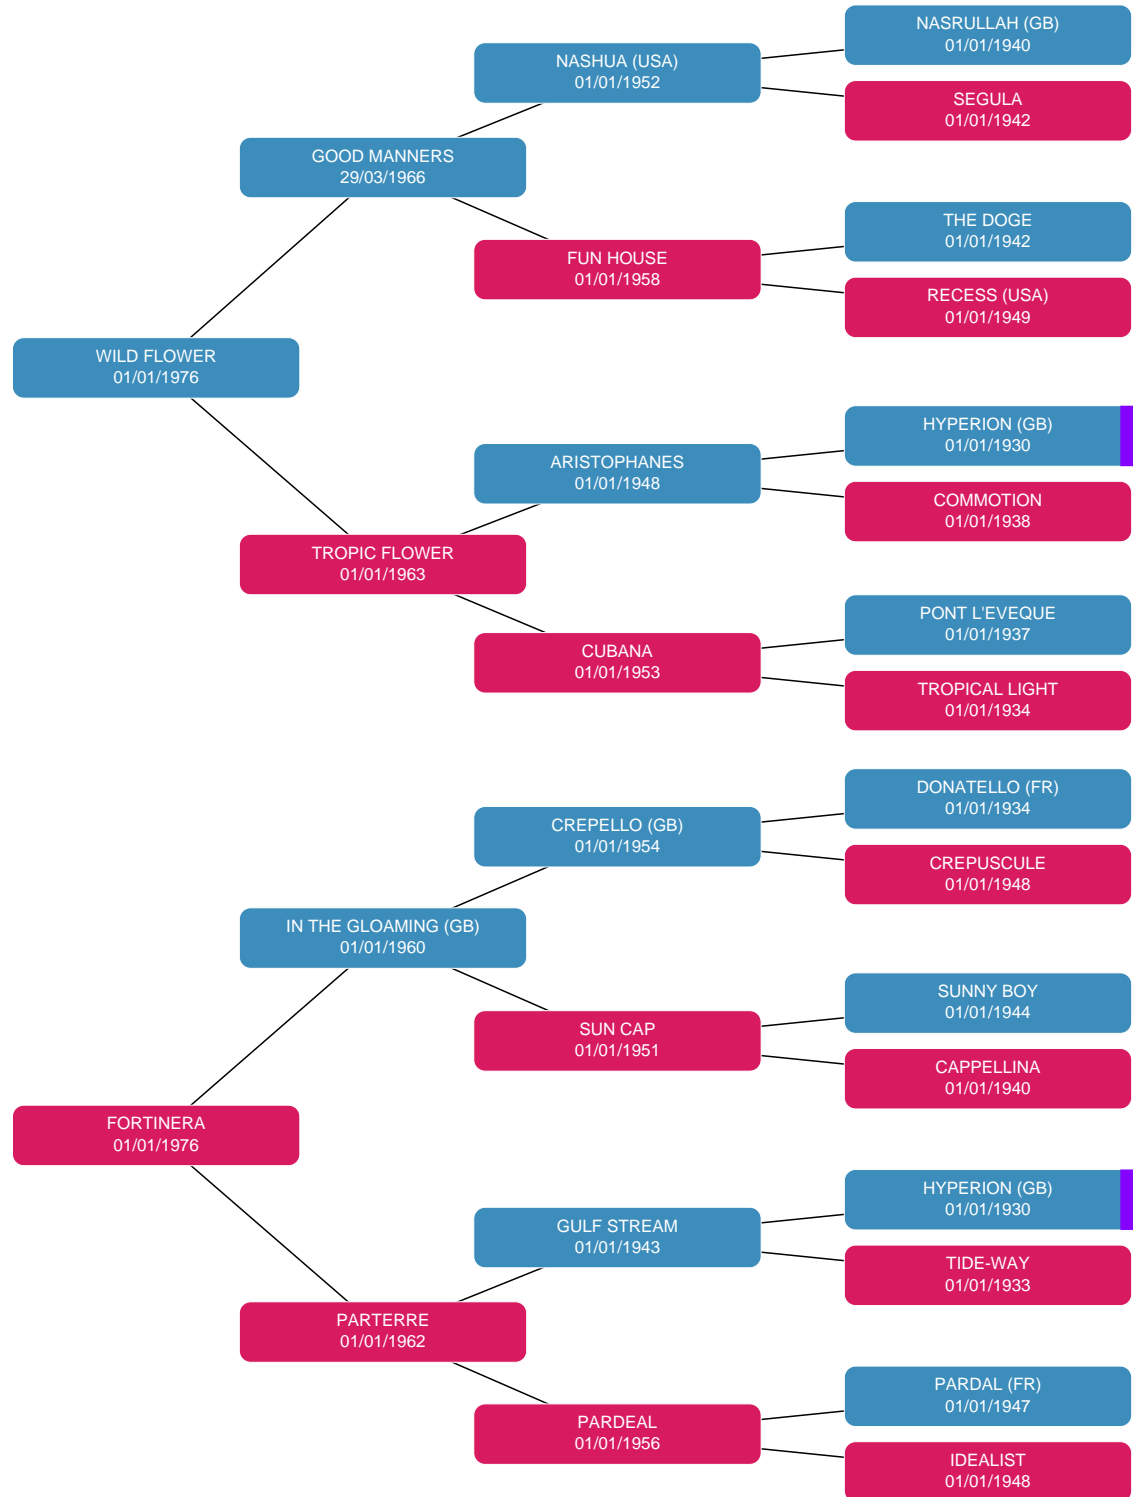 NASRULLAH (GB)
01/01/1940
NASHUA (USA)
01/01/1952
SEGULA
01/01/1942
GOOD MANNERS
29/03/1966
THE DOGE
01/01/1942
FUN HOUSE
01/01/1958
RECESS (USA)
01/01/1949
WILD FLOWER
01/01/1976
HYPERION (GB)
01/01/1930
ARISTOPHANES
01/01/1948
COMMOTION
01/01/1938
TROPIC FLOWER
01/01/1963
PONT L'EVEQUE
01/01/1937
CUBANA
01/01/1953
TROPICAL LIGHT
01/01/1934
DONATELLO (FR)
01/01/1934
CREPELLO (GB)
01/01/1954
CREPUSCULE
01/01/1948
IN THE GLOAMING (GB)
01/01/1960
SUNNY BOY
01/01/1944
SUN CAP
01/01/1951
CAPPELLINA
01/01/1940
FORTINERA
01/01/1976
HYPERION (GB)
01/01/1930
GULF STREAM
01/01/1943
TIDE-WAY
01/01/1933
PARTERRE
01/01/1962
PARDAL (FR)
01/01/1947
PARDEAL
01/01/1956
IDEALIST
01/01/1948